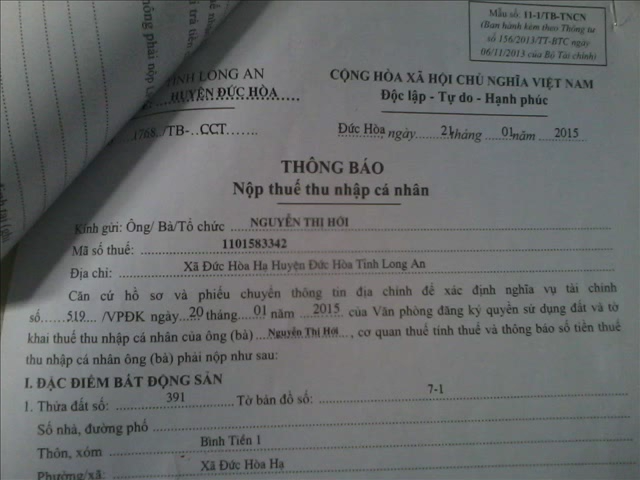 Mẫu số: 11-1/TB-TNCN
(Ban hành kèm theo Thông tư
số 156/2013/TT-BTC ngày
06/11/2013 của Bộ Tài chính)
TỈNH LONG AN
HUYỆN ĐỨC HÒA
CỘNG HÒA XÃ HỘI CHỦ NGHĨA VIỆT NAM
Độc lập - Tự do - Hạnh phúc
1768../TB-..CCT.......
Đức Hòa ngày....21tháng ....01năm ....2015
THÔNG BÁO
Nộp thuế thu nhập cá nhân
Kính gửi: Ông/ Bà/Tổ chức NGUYỄN THỊ HỚI
Mã số thuế: 1101583342
Địa chỉ: Xã Đức Hòa Hạ Huyện Đức Hòa Tỉnh Long An
Căn cứ hồ sơ và phiếu chuyển thông tin địa chính để xác định nghĩa vụ tài chính
số.....519..../VPĐK ngày..20 tháng...01 năm ...2015 của Văn phòng đăng ký quyền sử dụng đất và tờ
khai thuế thu nhập cá nhân của ông (bà) ....Nguyễn Thị Hới..., cơ quan thuế tính thuế và thông báo số tiền thuế
thu nhập cá nhân ông (bà) phải nộp như sau:
I. ĐẶC ĐIỂM BẤT ĐỘNG SẢN
1. Thửa đất số: 391 Tờ bản đồ số: 7-1
Số nhà, đường phố
Thôn, xóm Bình Tiền 1
Phường/xã: Xã Đức Hòa Hạ